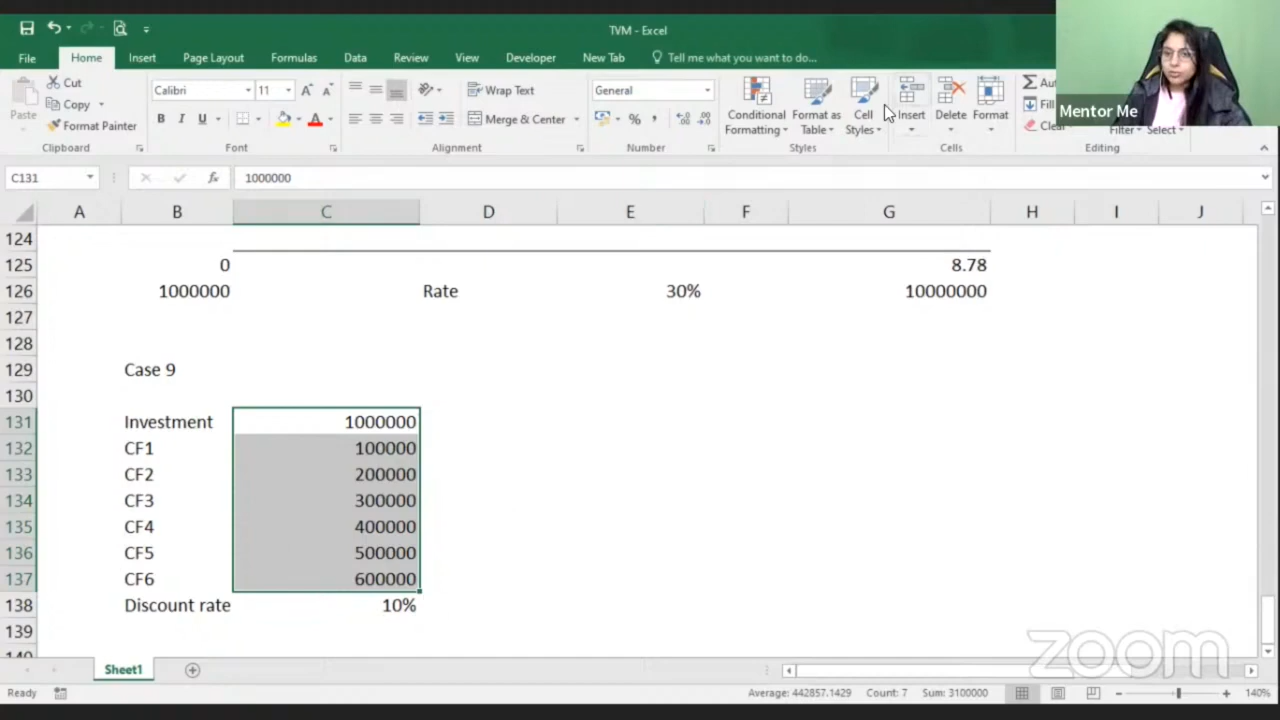 TVM - Excel
File Home Insert Page Layout Formulas Data Review View Developer New Tab Tell me what you want to do...
Mentor Me
Paste Cut Copy Format Painter
Calibri 11
B I U A
Wrap Text
Merge & Center
General
% ,
Conditional Formatting Format as Table Cell Styles
Insert Delete Format
Fill
Clear
Select
Clipboard Font Alignment Number Styles Cells Editing
C131 fx 1000000
A B C D E F G H I J
124
125 0 8.78
126 1000000 Rate 30% 10000000
127
128
129 Case 9
130
131 Investment 1000000
132 CF1 100000
133 CF2 200000
134 CF3 300000
135 CF4 400000
136 CF5 500000
137 CF6 600000
138 Discount rate 10%
139
Sheet1
zoom
Ready Average: 442857.1429 Count: 7 Sum: 3100000 140%